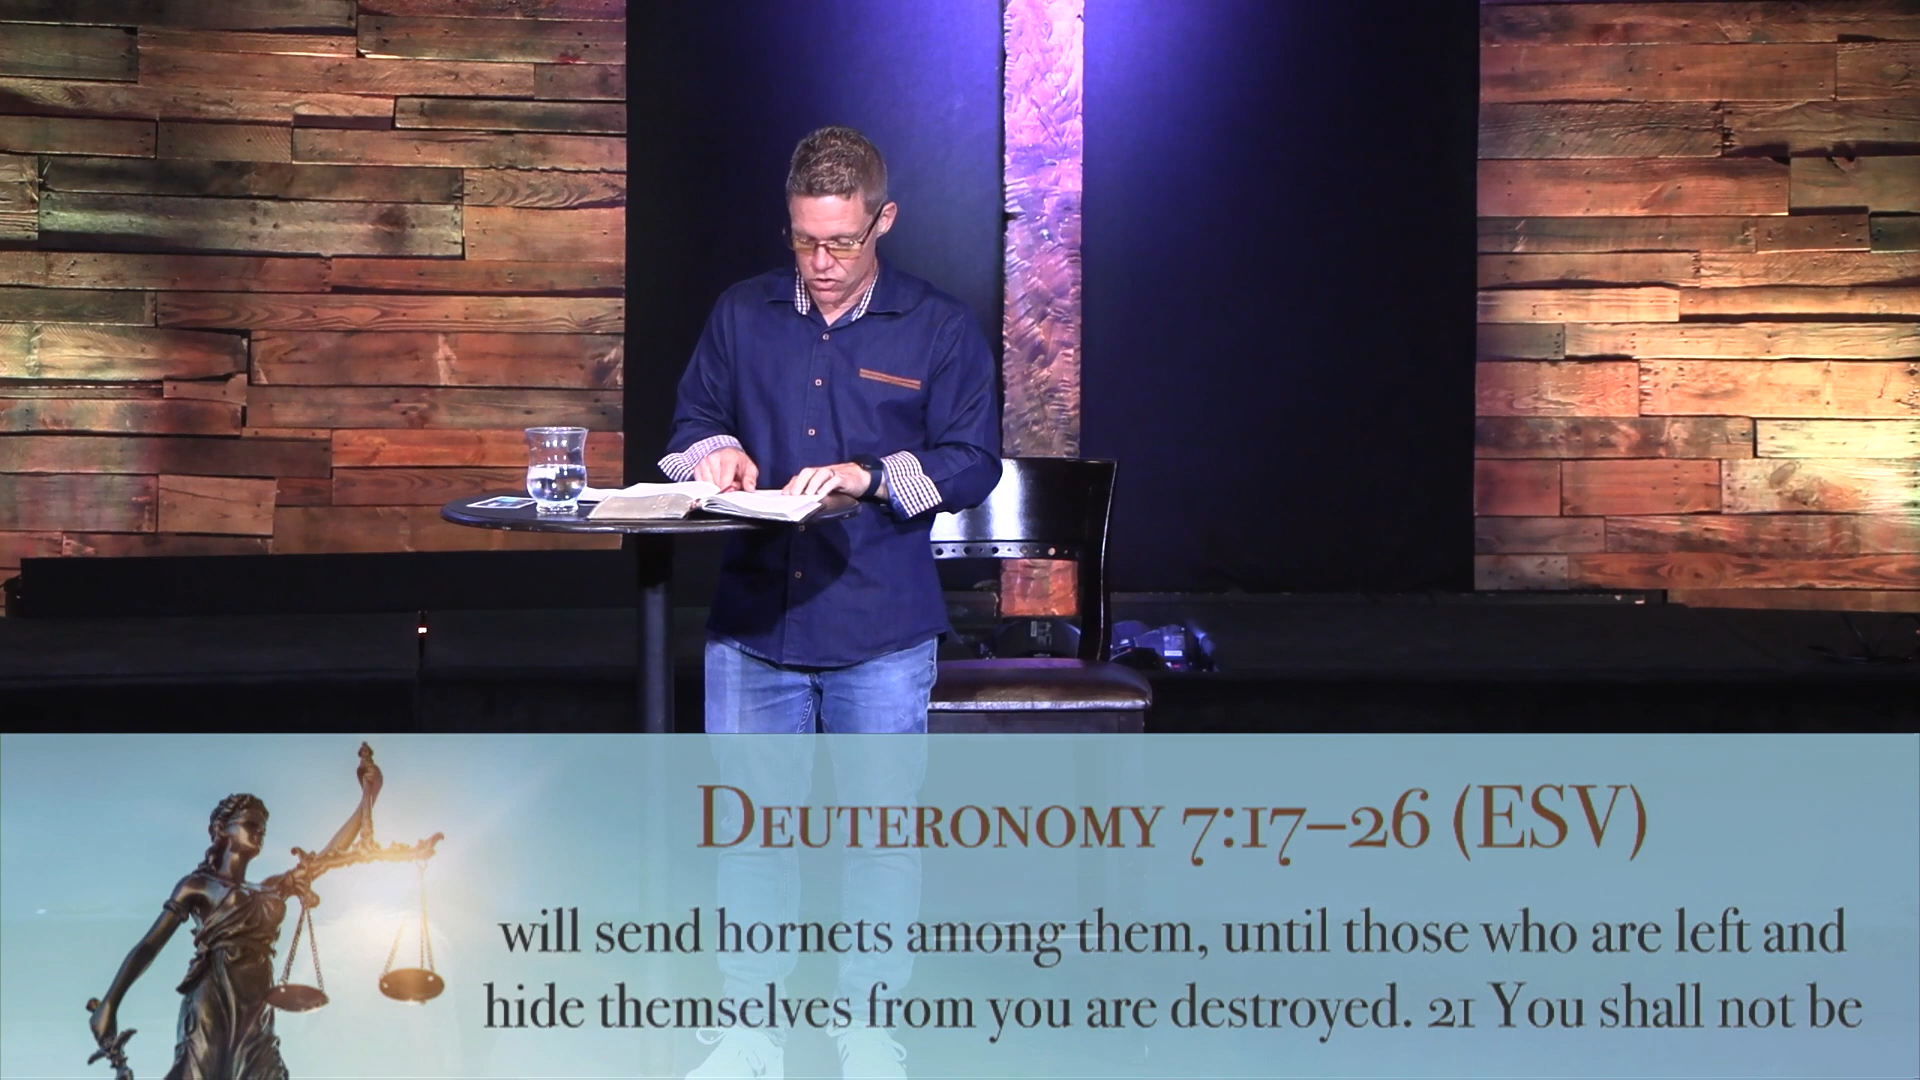 Deuteronomy 7:17–26 (ESV)
will send hornets among them, until those who are left and
hide themselves from you are destroyed. 21 You shall not be